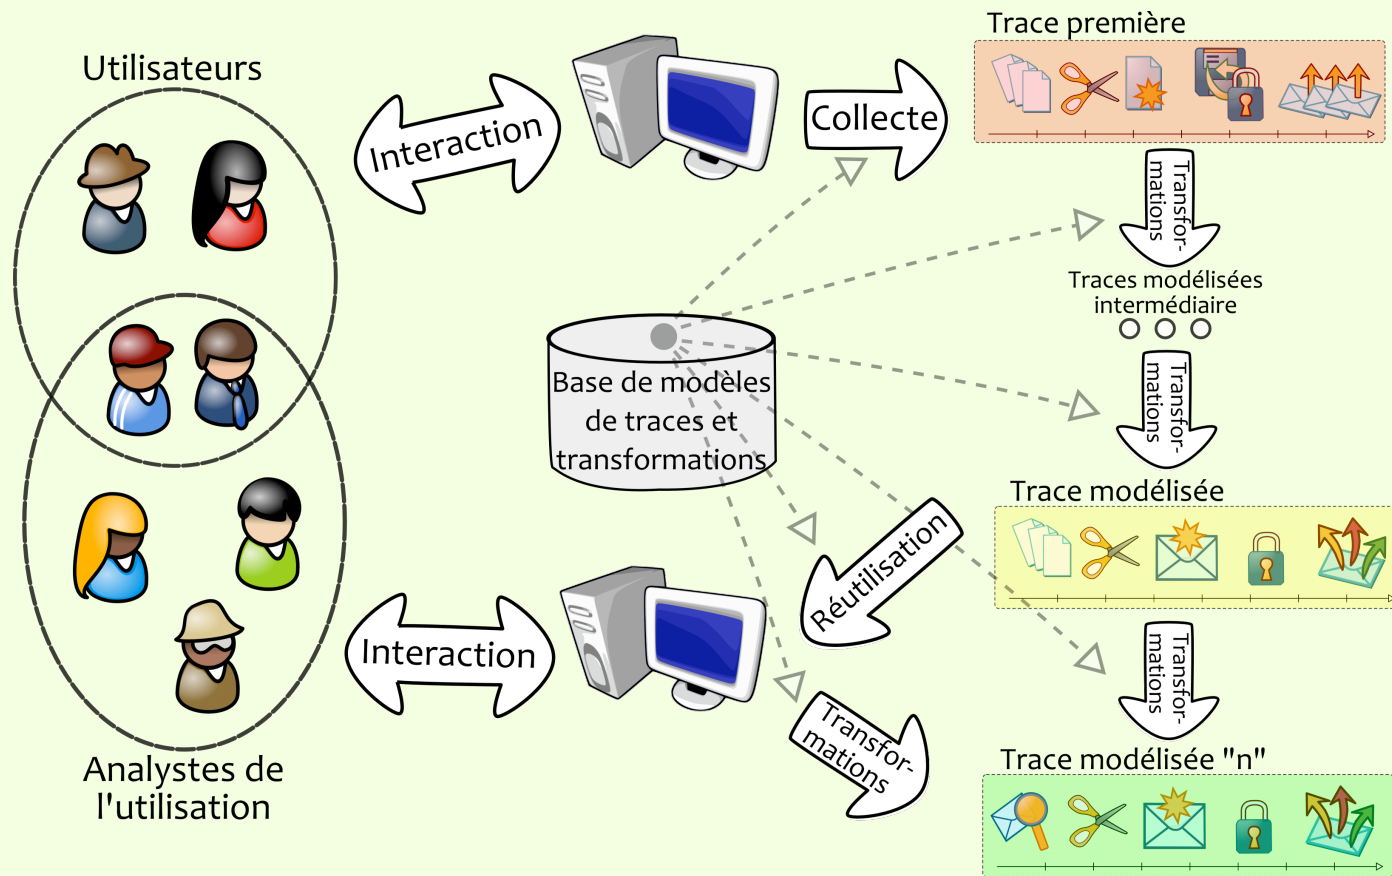 Trace première
Utilisateurs
Interaction
Collecte
Transfor-
mations
Traces modélisées
intermédiaire
Base de modèles
de traces et
transformations
Transfor-
mations
Trace modélisée
Réutilisation
Interaction
Transfor-
mations
Transfor-
mations
Trace modélisée "n"
Analystes de
l'utilisation